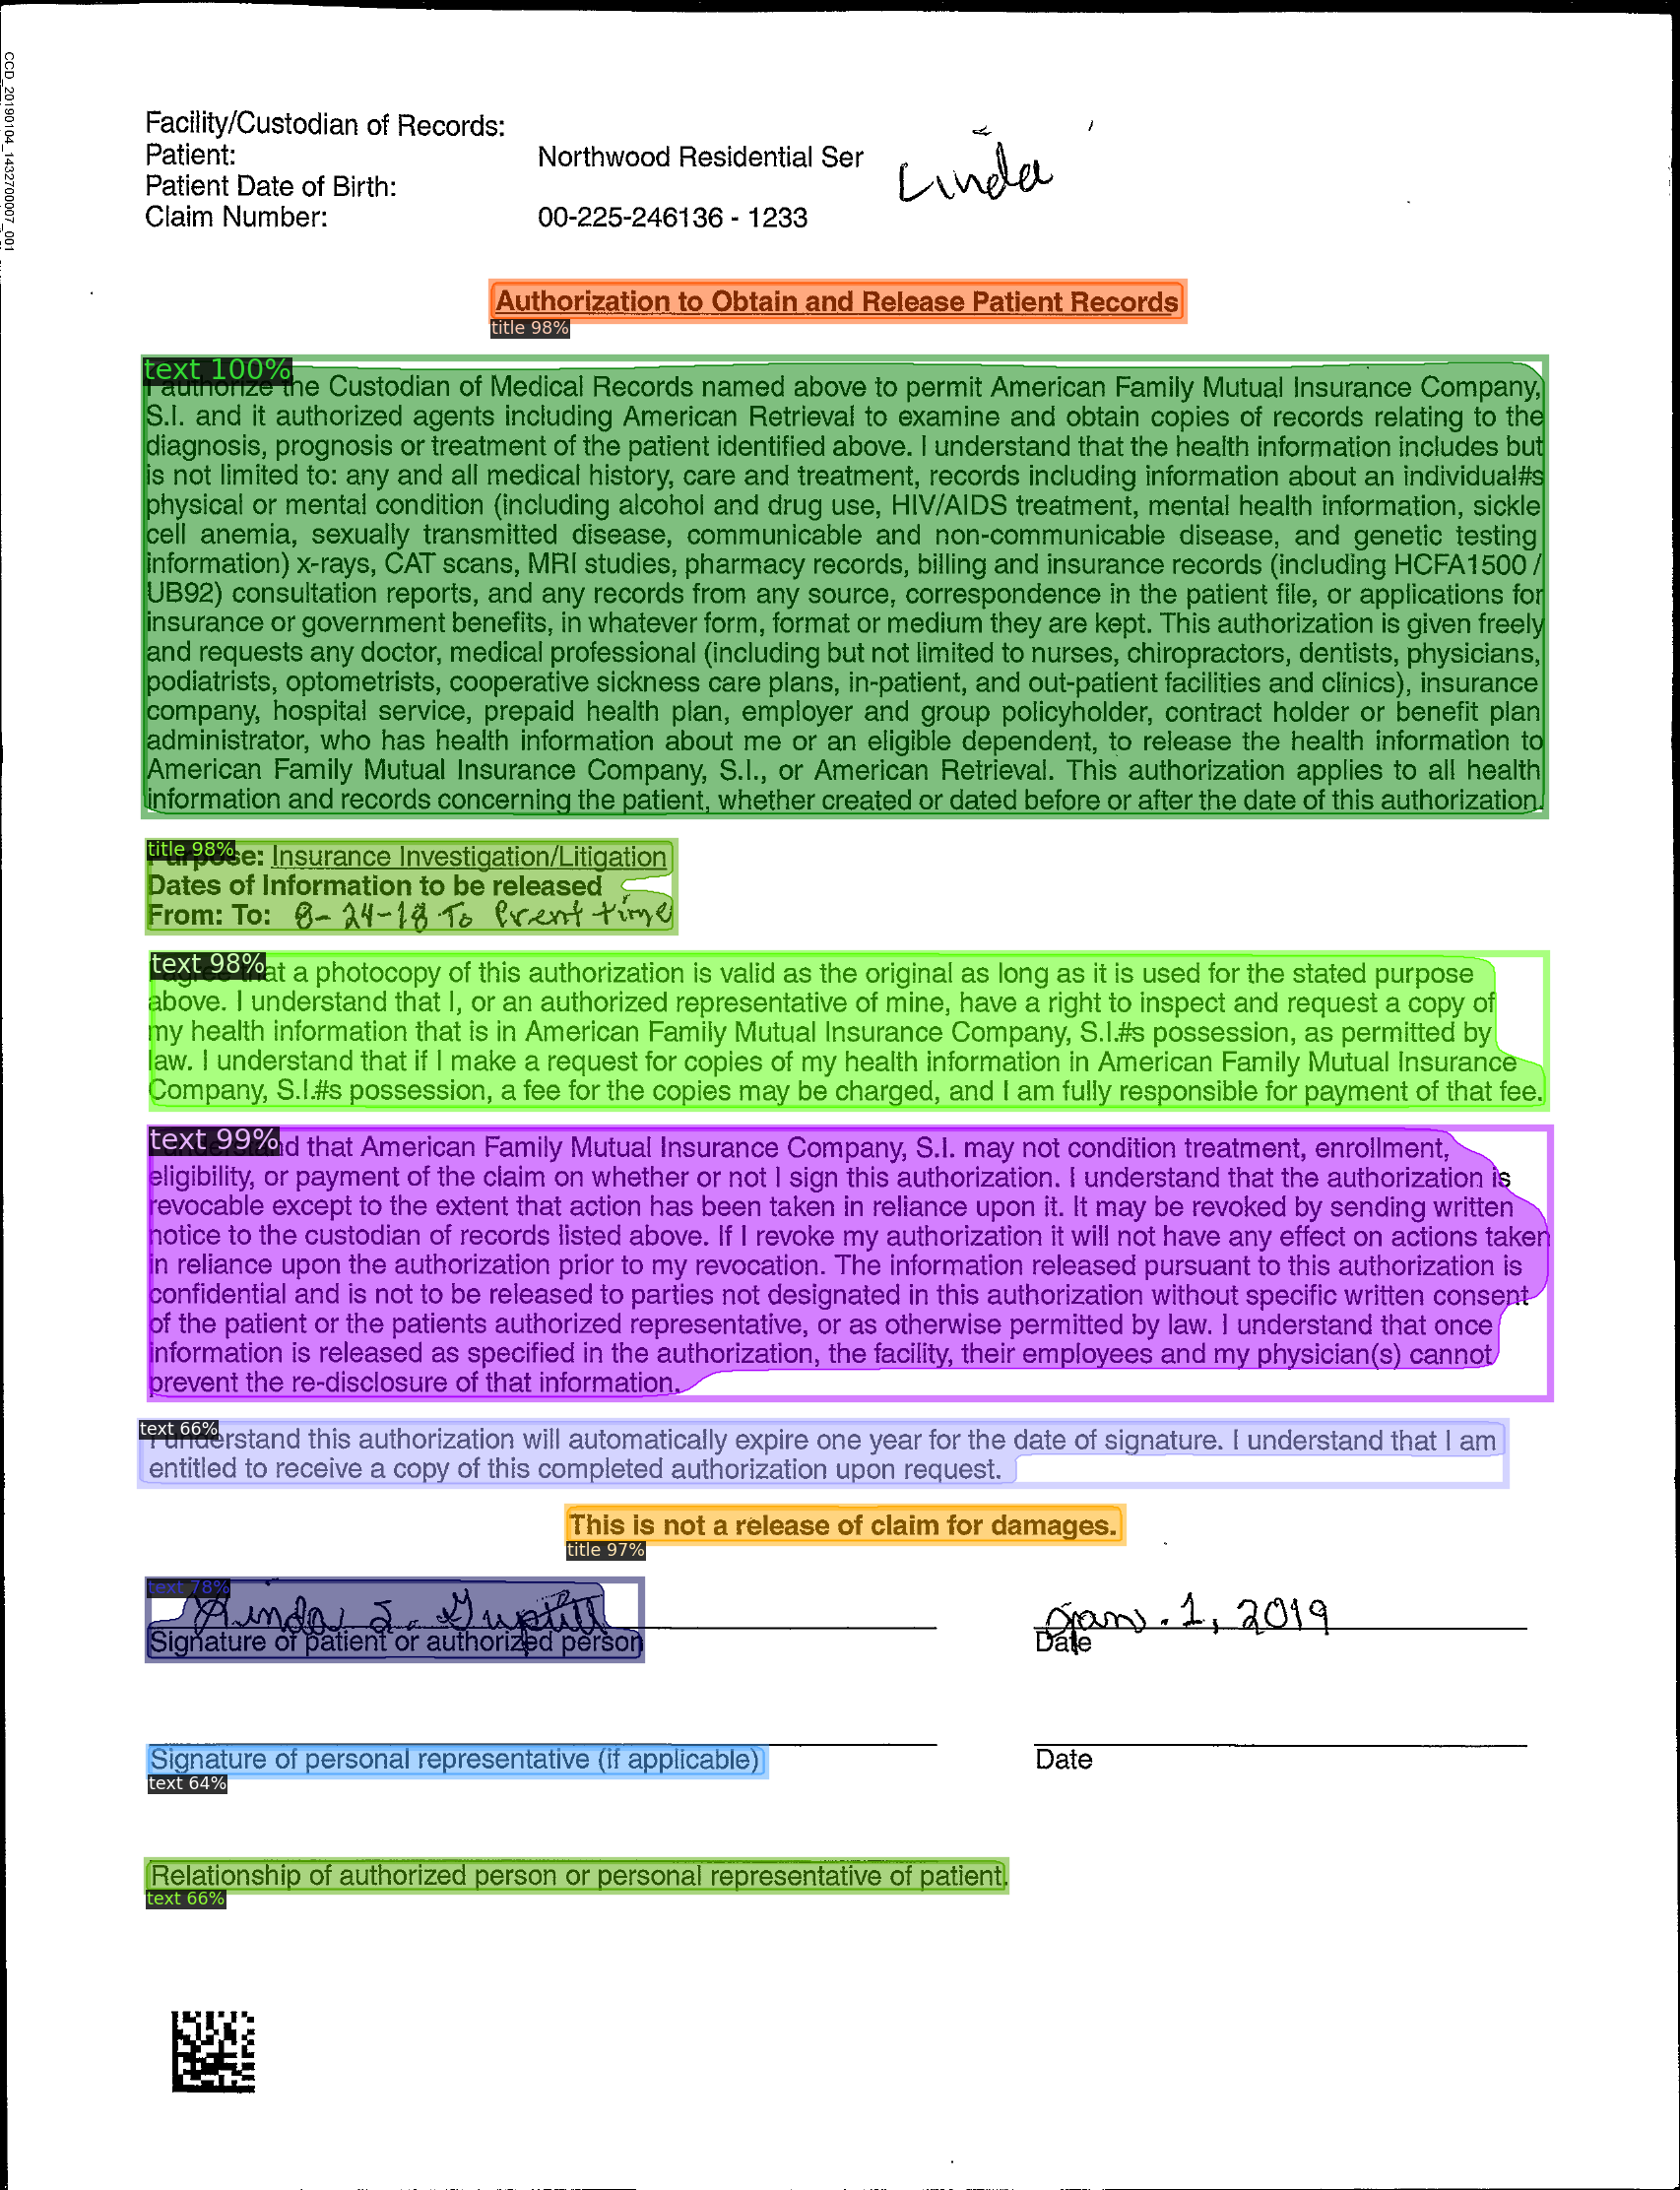 CCD_20190104_1432700007_001
Facility/Custodian of Records:
Patient: Northwood Residential Ser Linda
Patient Date of Birth:
Claim Number: 00-225-246136 - 1233
Authorization to Obtain and Release Patient Records
title 98%
text 100%
I authorize the Custodian of Medical Records named above to permit American Family Mutual Insurance Company,
S.I. and it authorized agents including American Retrieval to examine and obtain copies of records relating to the
diagnosis, prognosis or treatment of the patient identified above. I understand that the health information includes but
is not limited to: any and all medical history, care and treatment, records including information about an individual#s
physical or mental condition (including alcohol and drug use, HIV/AIDS treatment, mental health information, sickle
cell anemia, sexually transmitted disease, communicable and non-communicable disease, and genetic testing
information) x-rays, CAT scans, MRI studies, pharmacy records, billing and insurance records (including HCFA1500 /
UB92) consultation reports, and any records from any source, correspondence in the patient file, or applications for
insurance or government benefits, in whatever form, format or medium they are kept. This authorization is given freely
and requests any doctor, medical professional (including but not limited to nurses, chiropractors, dentists, physicians,
podiatrists, optometrists, cooperative sickness care plans, in-patient, and out-patient facilities and clinics), insurance
company, hospital service, prepaid health plan, employer and group policyholder, contract holder or benefit plan
administrator, who has health information about me or an eligible dependent, to release the health information to
American Family Mutual Insurance Company, S.I., or American Retrieval. This authorization applies to all health
information and records concerning the patient, whether created or dated before or after the date of this authorization.
title 98%
Purpose: Insurance Investigation/Litigation
Dates of Information to be released
From: To: 8-24-18 To Prent time
text 98%
I agree that a photocopy of this authorization is valid as the original as long as it is used for the stated purpose
above. I understand that I, or an authorized representative of mine, have a right to inspect and request a copy of
my health information that is in American Family Mutual Insurance Company, S.I.#s possession, as permitted by
law. I understand that if I make a request for copies of my health information in American Family Mutual Insurance
Company, S.I.#s possession, a fee for the copies may be charged, and I am fully responsible for payment of that fee.
text 99%
I understand that American Family Mutual Insurance Company, S.I. may not condition treatment, enrollment,
eligibility, or payment of the claim on whether or not I sign this authorization. I understand that the authorization is
revocable except to the extent that action has been taken in reliance upon it. It may be revoked by sending written
notice to the custodian of records listed above. If I revoke my authorization it will not have any effect on actions taken
in reliance upon the authorization prior to my revocation. The information released pursuant to this authorization is
confidential and is not to be released to parties not designated in this authorization without specific written consent
of the patient or the patients authorized representative, or as otherwise permitted by law. I understand that once
information is released as specified in the authorization, the facility, their employees and my physician(s) cannot
prevent the re-disclosure of that information.
text 66%
I understand this authorization will automatically expire one year for the date of signature. I understand that I am
entitled to receive a copy of this completed authorization upon request.
This is not a release of claim for damages.
title 97%
text 78%
Linda S. Guptill Jan. 1, 2019
Signature of patient or authorized person Date
Signature of personal representative (if applicable) Date
text 64%
Relationship of authorized person or personal representative of patient.
text 66%